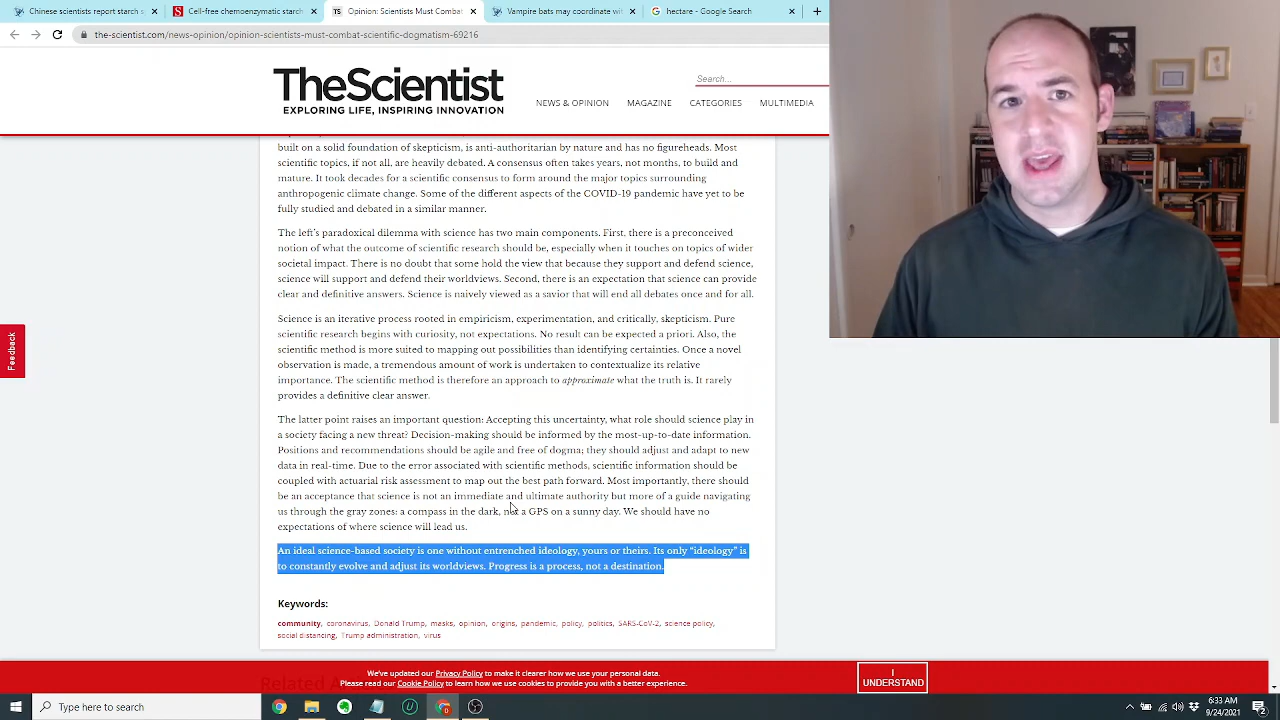 Chinese scientists report star
Cell-free chemoenzymatic starch
TS Opinion: Scientists Must Combat
Vampire bats may coordinate wi
hectare - Google Search
the-scientist.com/news-opinion/opinion-scientists-must-combat-scientific-dogmatism-69216
TheScientist
EXPLORING LIFE, INSPIRING INNOVATION
Search...
NEWS & OPINION MAGAZINE CATEGORIES MULTIMEDIA
built on a solid foundation of skepticism, is anti-authoritarian by nature and has no figureheads. Most
scientific topics, if not all, are heavily debated. A consensus often takes years, not months, to build and
mature. It took decades for a scientific consensus to form around the major topics surrounding
anthropogenic climate change. Some of the different aspects of the COVID-19 pandemic have yet to be
fully studied and debated in a similar manner.
The left's paradoxical dilemma with science has two main components. First, there is a preconceived
notion of what the outcome of scientific research should be, especially when it touches on topics of wider
societal impact. There is no doubt that some hold the view that because they support and defend science,
science will support and defend their worldviews. Second, there is an expectation that science can provide
clear and definitive answers. Science is naively viewed as a savior that will end all debates once and for all.
Science is an iterative process rooted in empiricism, experimentation, and critically, skepticism. Pure
scientific research begins with curiosity, not expectations. No result can be expected a priori. Also, the
scientific method is more suited to mapping out possibilities than identifying certainties. Once a novel
observation is made, a tremendous amount of work is undertaken to contextualize its relative
importance. The scientific method is therefore an approach to approximate what the truth is. It rarely
provides a definitive clear answer.
The latter point raises an important question: Accepting this uncertainty, what role should science play in
a society facing a new threat? Decision-making should be informed by the most-up-to-date information.
Positions and recommendations should be agile and free of dogma; they should adjust and adapt to new
data in real-time. Due to the error associated with scientific methods, scientific information should be
coupled with actuarial risk assessment to map out the best path forward. Most importantly, there should
be an acceptance that science is not an immediate and ultimate authority but more of a guide navigating
us through the gray zones: a compass in the dark, not a GPS on a sunny day. We should have no
expectations of where science will lead us.
An ideal science-based society is one without entrenched ideology, yours or theirs. Its only "ideology" is
to constantly evolve and adjust its worldviews. Progress is a process, not a destination.
Keywords:
community, coronavirus, Donald Trump, masks, opinion, origins, pandemic, policy, politics, SARS-CoV-2, science policy,
social distancing, Trump administration, virus
Feedback
Related A
We've updated our Privacy Policy to make it clearer how we use your personal data.
Please read our Cookie Policy to learn how we use cookies to provide you with a better experience.
I
UNDERSTAND
Type here to search
6:33 AM
9/24/2021